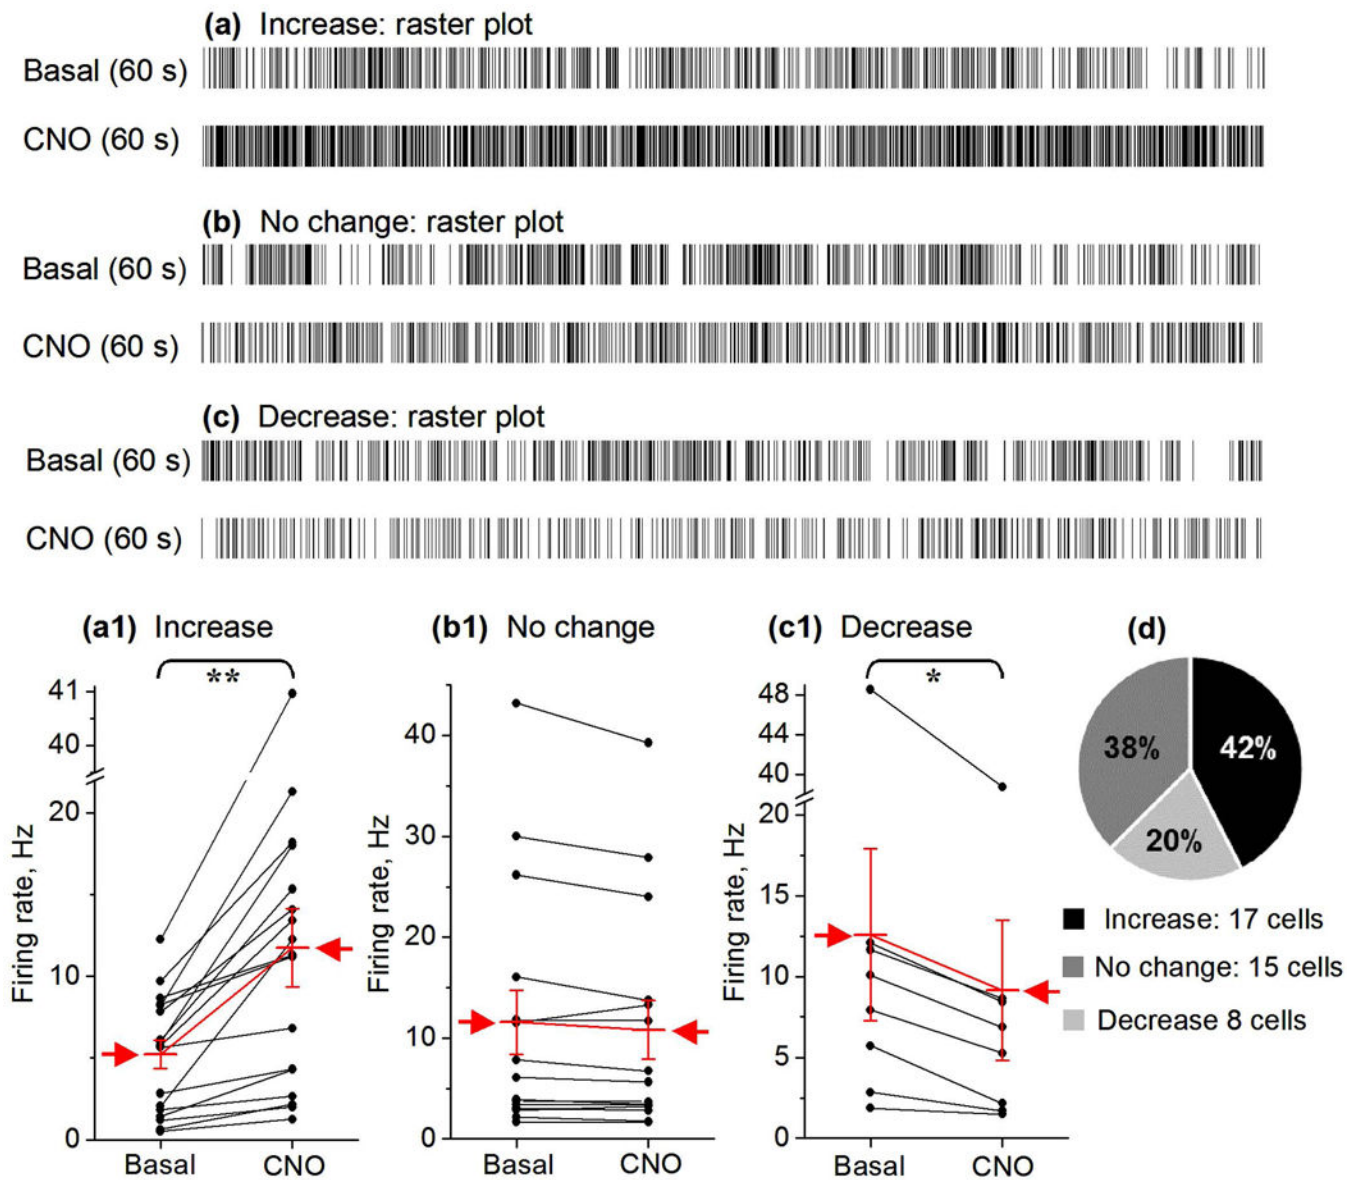 (a) Increase: raster plot
Basal (60 s)
CNO (60 s)
(b) No change: raster plot
Basal (60 s)
CNO (60 s)
(c) Decrease: raster plot
Basal (60 s)
CNO (60 s)
(a1) Increase
**
41
40
20
10
0
Firing rate, Hz
Basal CNO
(b1) No change
40
30
20
10
0
Firing rate, Hz
Basal CNO
(c1) Decrease
*
48
44
40
20
15
10
5
0
Firing rate, Hz
Basal CNO
(d)
38% 42%
20%
Increase: 17 cells
No change: 15 cells
Decrease 8 cells